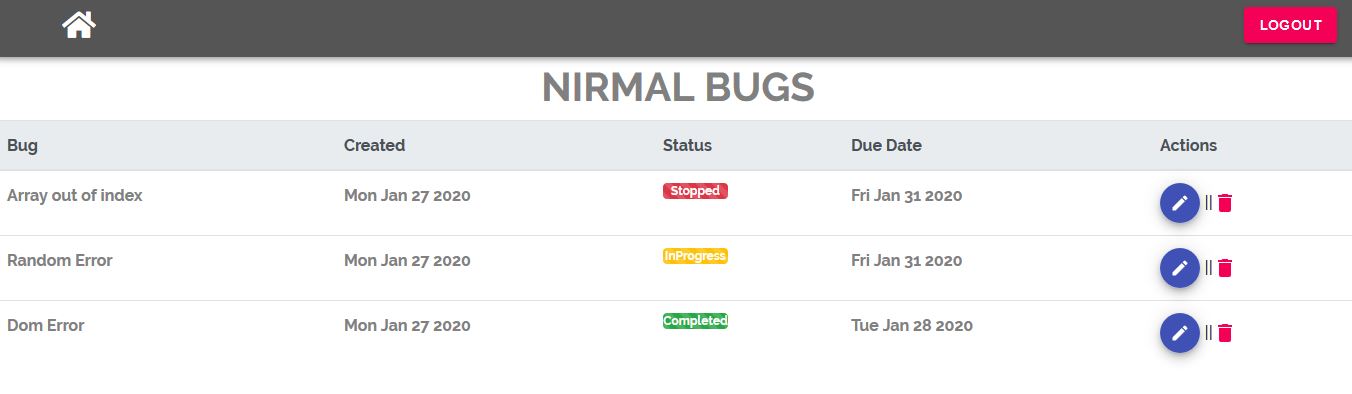 LOGOUT
NIRMAL BUGS
Bug Created Status Due Date Actions
Array out of index Mon Jan 27 2020 Stopped Fri Jan 31 2020 ||
Random Error Mon Jan 27 2020 InProgress Fri Jan 31 2020 ||
Dom Error Mon Jan 27 2020 Completed Tue Jan 28 2020 ||